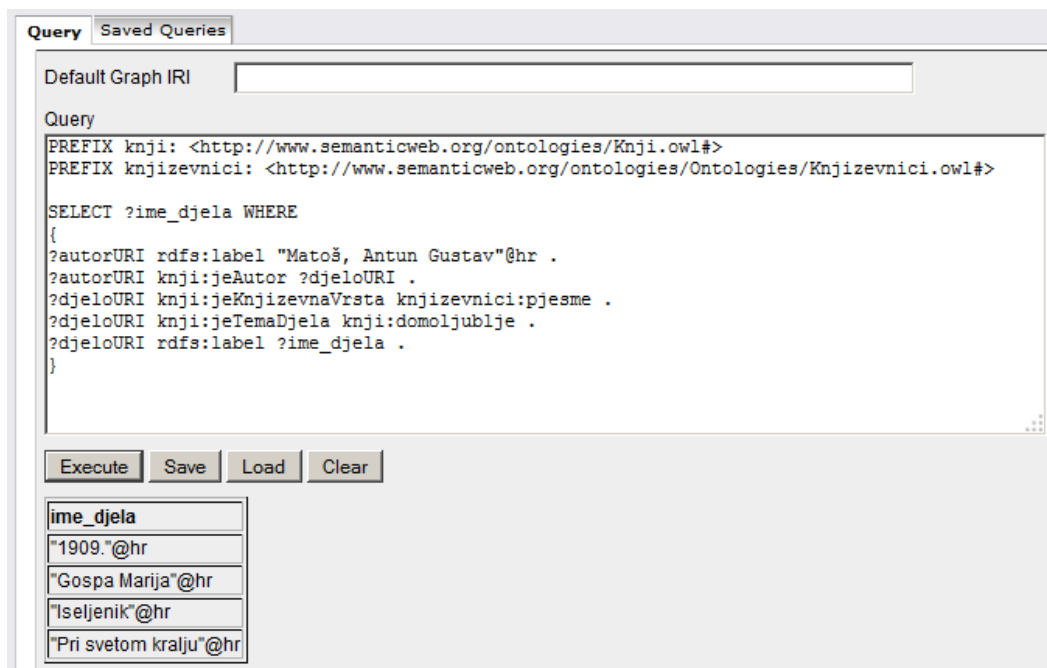 Query Saved Queries
Default Graph IRI
Query
PREFIX knji: <http://www.semanticweb.org/ontologies/Knji.owl#>
PREFIX knjizevnici: <http://www.semanticweb.org/ontologies/Ontologies/Knjizevnici.owl#>
SELECT ?ime_djela WHERE
{
?autorURI rdfs:label "Matoš, Antun Gustav"@hr .
?autorURI knji:jeAutor ?djeloURI .
?djeloURI knji:jeKnjizevnaVrsta knjizevnici:pjesme .
?djeloURI knji:jeTemaDjela knji:domoljublje .
?djeloURI rdfs:label ?ime_djela .
}
Execute Save Load Clear
ime_djela
"1909."@hr
"Gospa Marija"@hr
"Iseljenik"@hr
"Pri svetom kralju"@hr